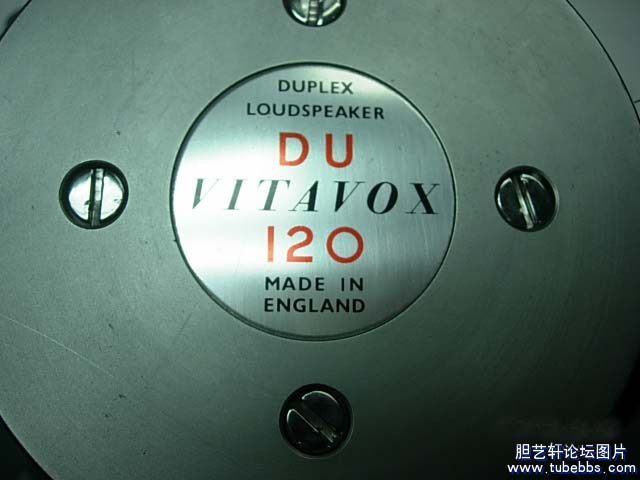 DUPLEX
LOUDSPEAKER
DU
VITAVOX
120
MADE IN
ENGLAND
胆艺轩论坛图片
www.tubebbs.com